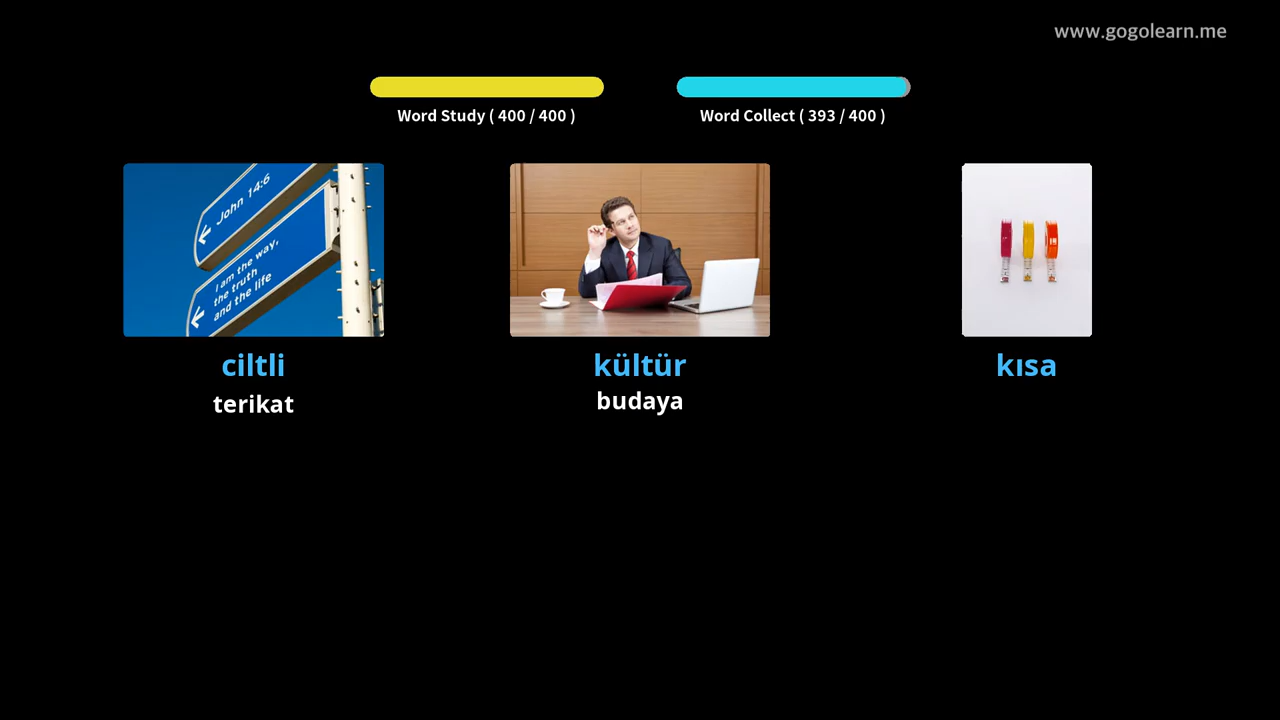 www.gogolearn.me
Word Study ( 400 / 400 )
Word Collect ( 393 / 400 )
John 14:6
I am the way,
the truth
and the life
ciltli
kültür
kısa
terikat
budaya